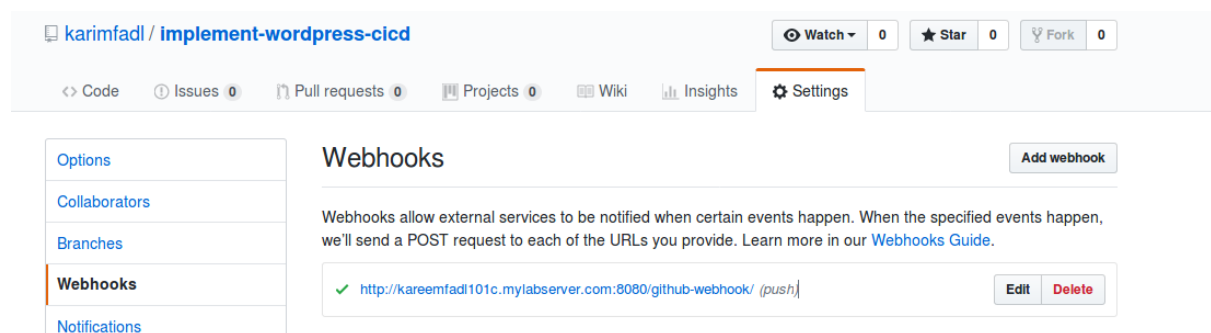 karimfadl / implement-wordpress-cicd
Watch 0 Star 0 Fork 0
Code Issues 0 Pull requests 0 Projects 0 Wiki Insights Settings
Options
Collaborators
Branches
Webhooks
Notifications
Webhooks
Add webhook
Webhooks allow external services to be notified when certain events happen. When the specified events happen,
we'll send a POST request to each of the URLs you provide. Learn more in our Webhooks Guide.
http://kareemfadl101c.mylabserver.com:8080/github-webhook/ (push)
Edit Delete